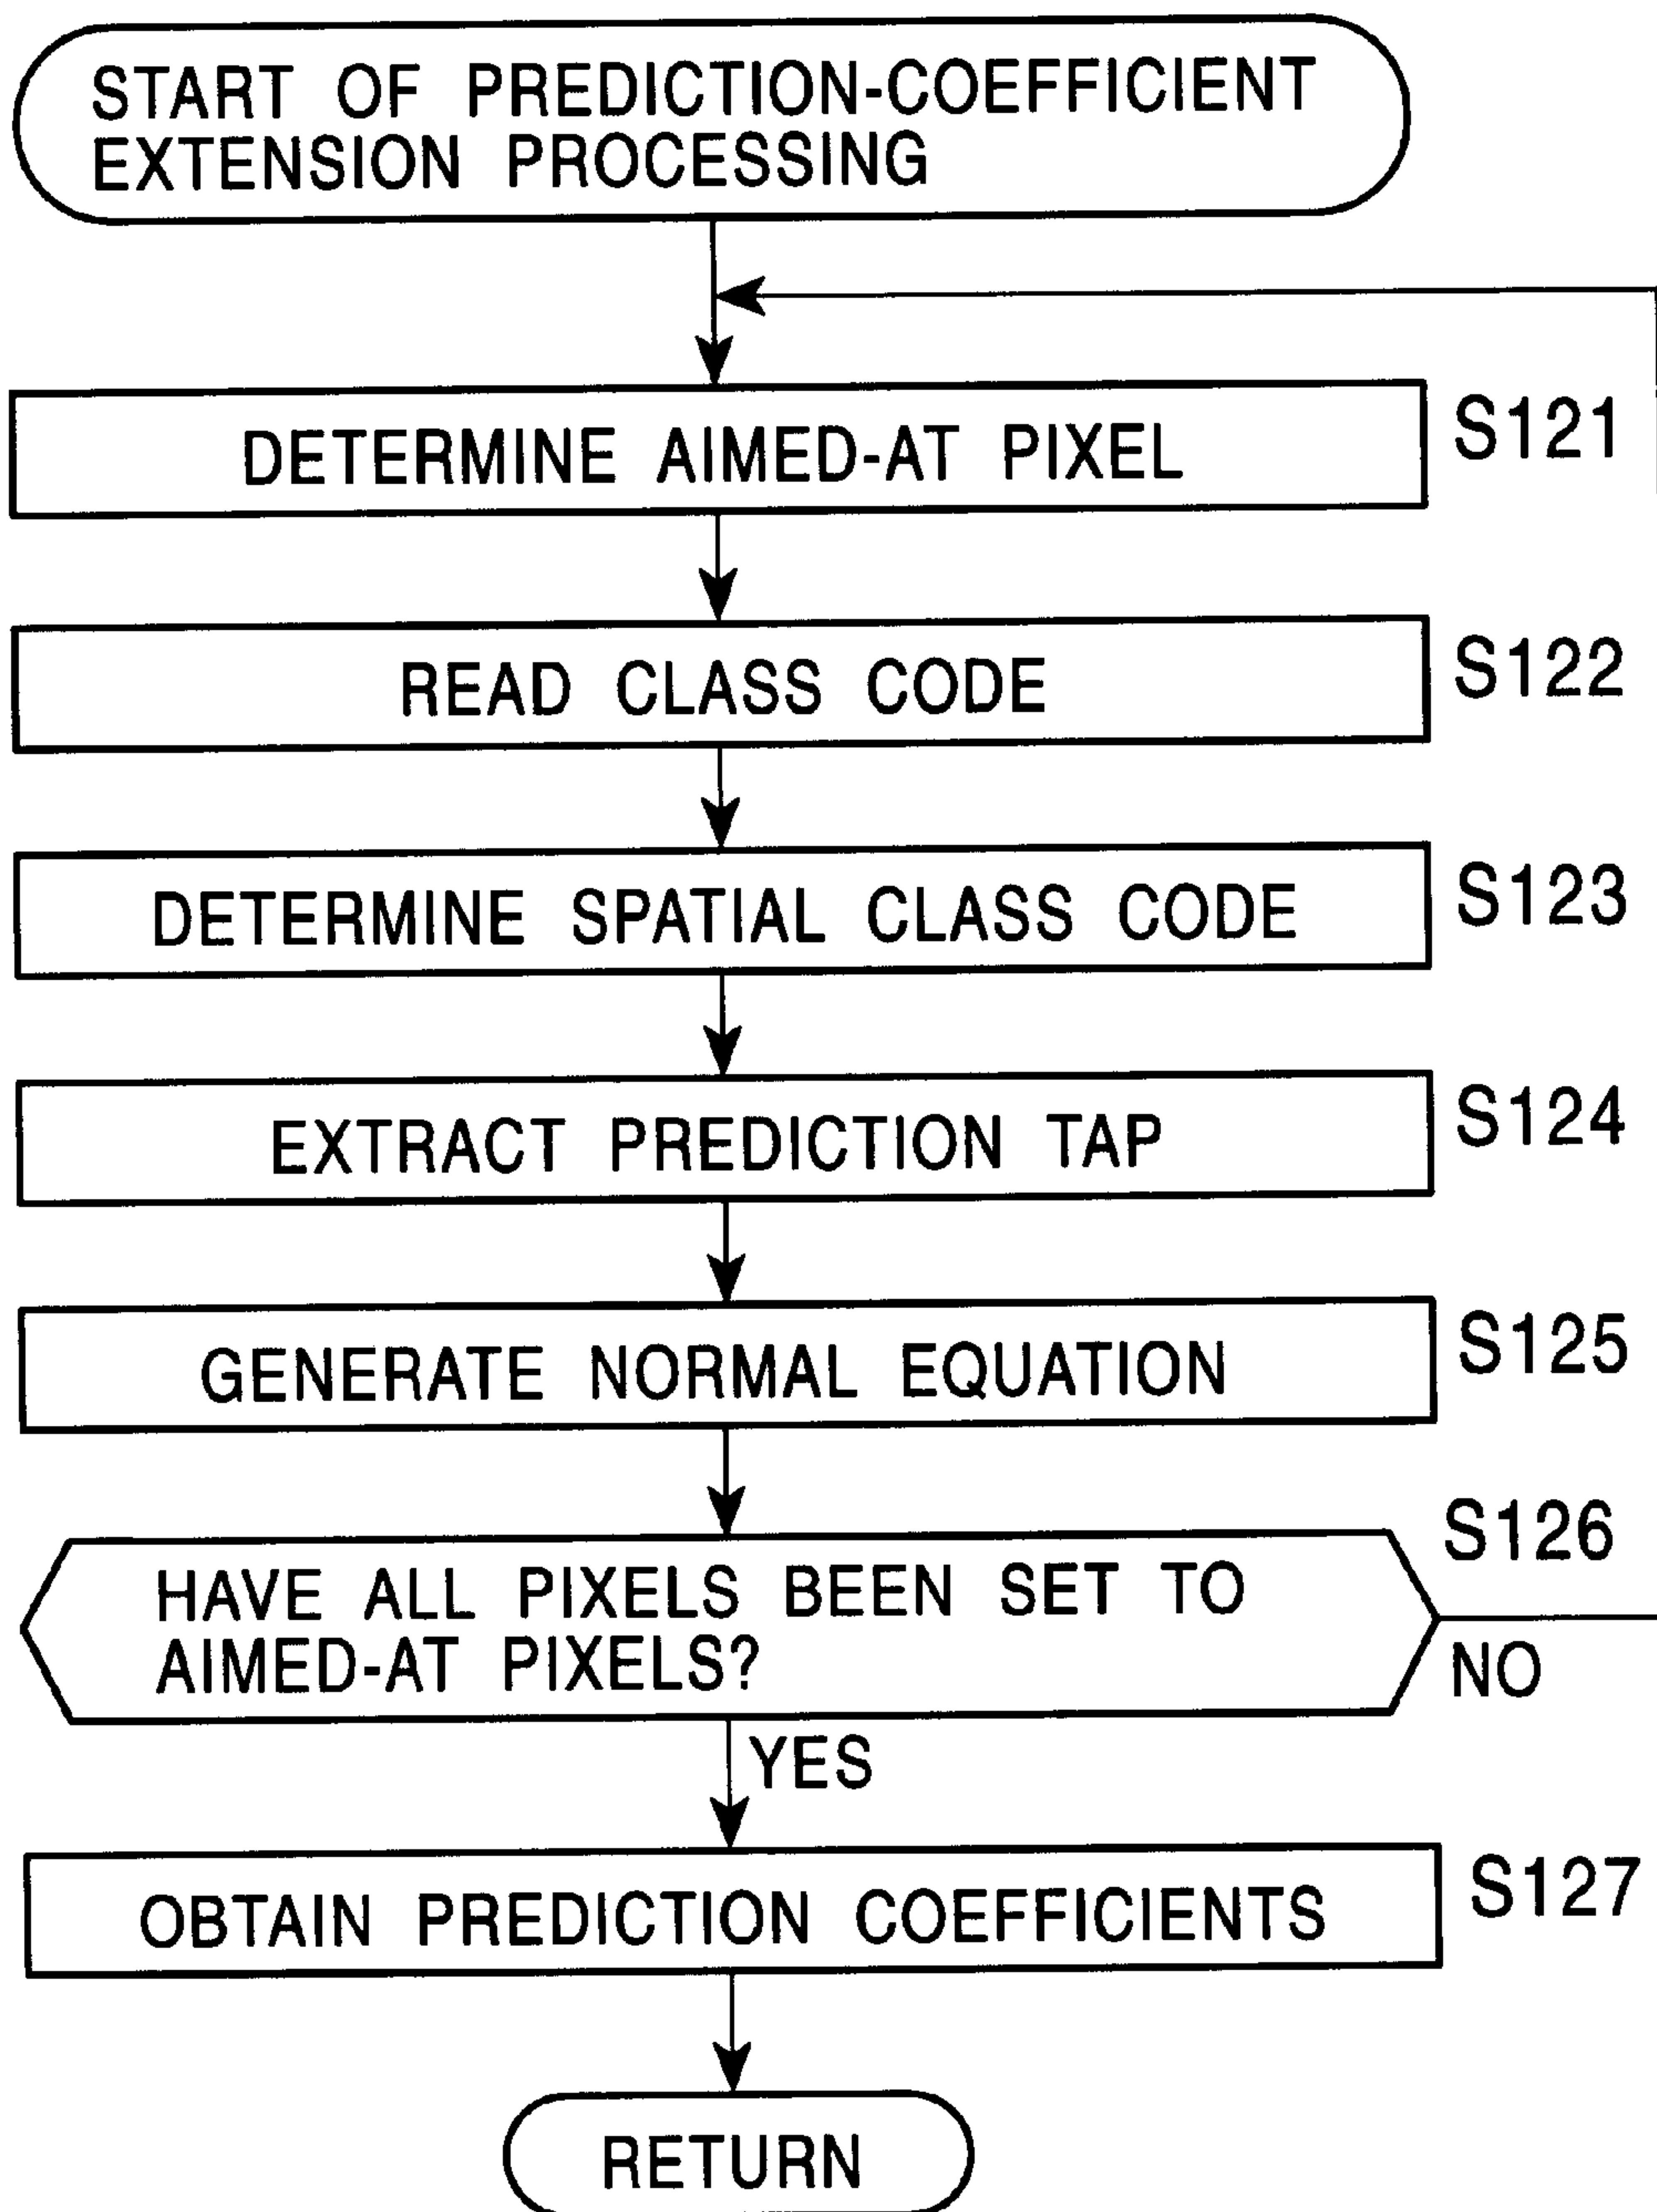 START OF PREDICTION-COEFFICIENT
EXTENSION PROCESSING
DETERMINE AIMED-AT PIXEL
S121
READ CLASS CODE
S122
DETERMINE SPATIAL CLASS CODE
S123
EXTRACT PREDICTION TAP
S124
GENERATE NORMAL EQUATION
S125
S126
HAVE ALL PIXELS BEEN SET TO
AIMED-AT PIXELS?
NO
YES
OBTAIN PREDICTION COEFFICIENTS
S127
RETURN